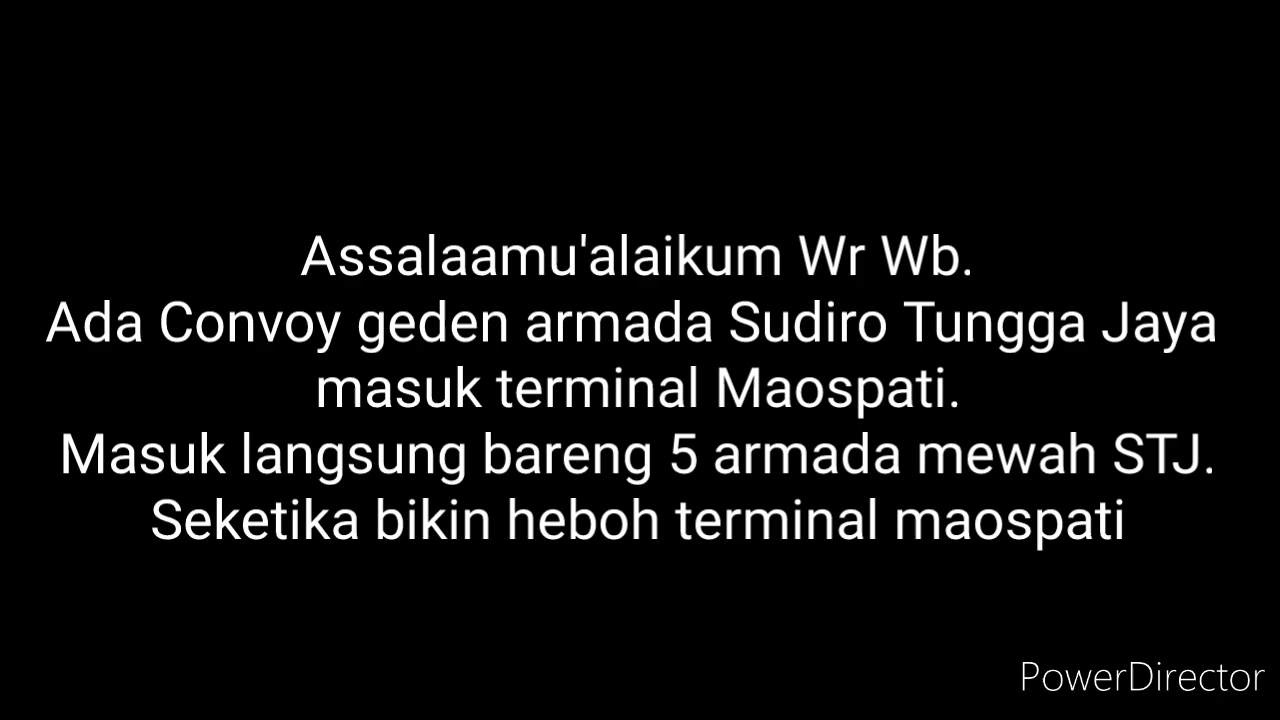 Assalaamu'alaikum Wr Wb.
Ada Convoy geden armada Sudiro Tungga Jaya
masuk terminal Maospati.
Masuk langsung bareng 5 armada mewah STJ.
Seketika bikin heboh terminal maospati
PowerDirector